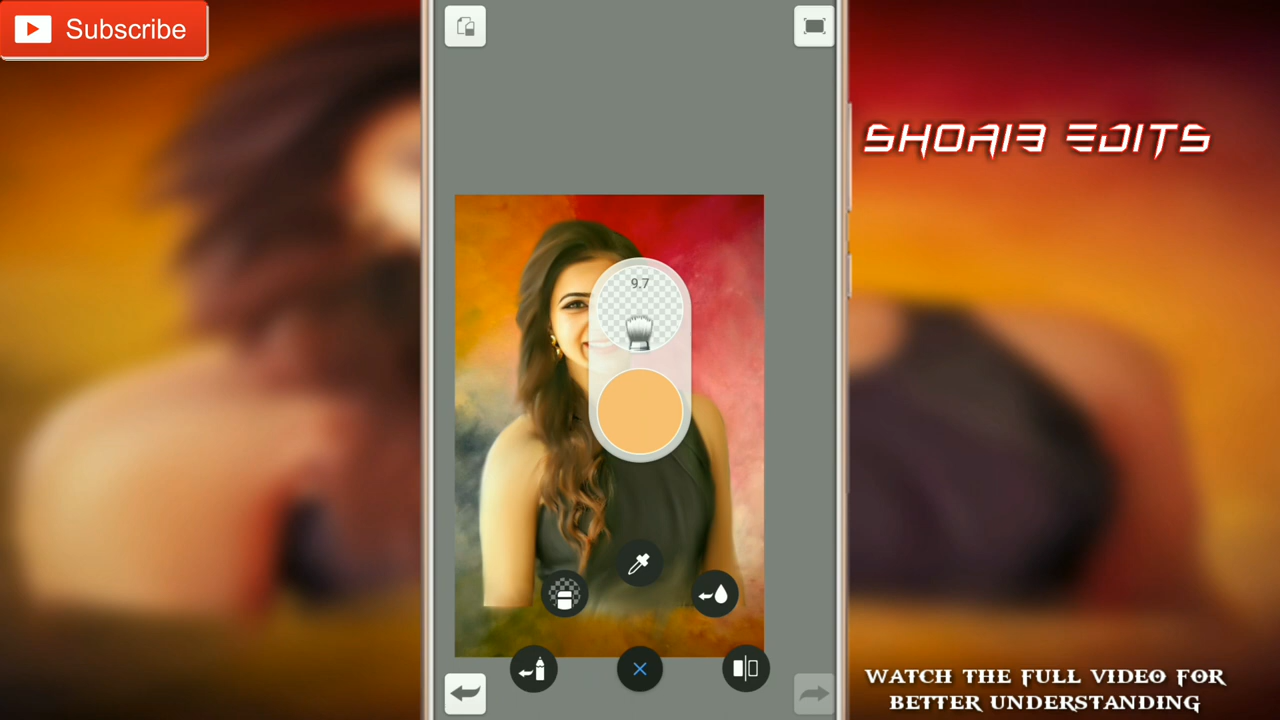 Subscribe
SHOAIB EDITS
9.7
WATCH THE FULL VIDEO FOR
BETTER UNDERSTANDING